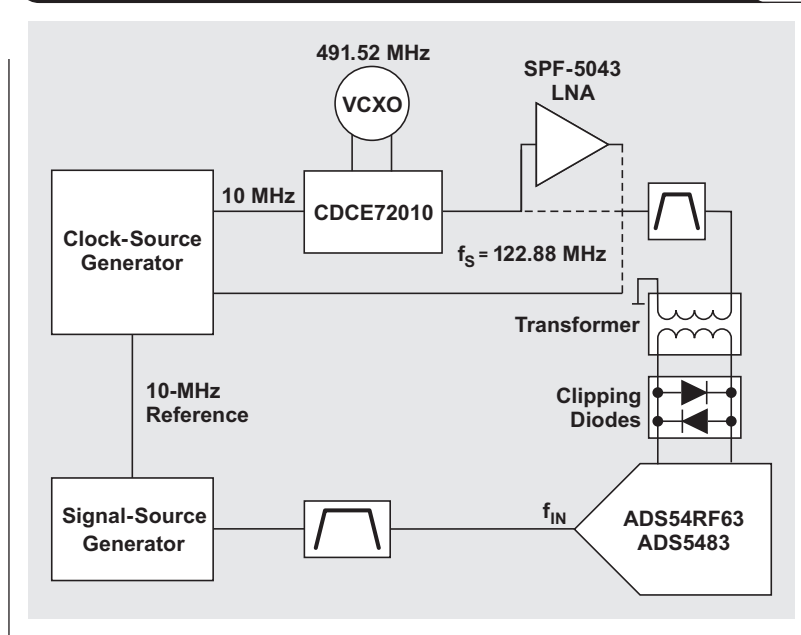 491.52 MHz
VCXO
SPF-5043
LNA
10 MHz
CDCE72010
Clock-Source
Generator
fS = 122.88 MHz
Transformer
10-MHz
Reference
Clipping
Diodes
Signal-Source
Generator
fIN
ADS54RF63
ADS5483